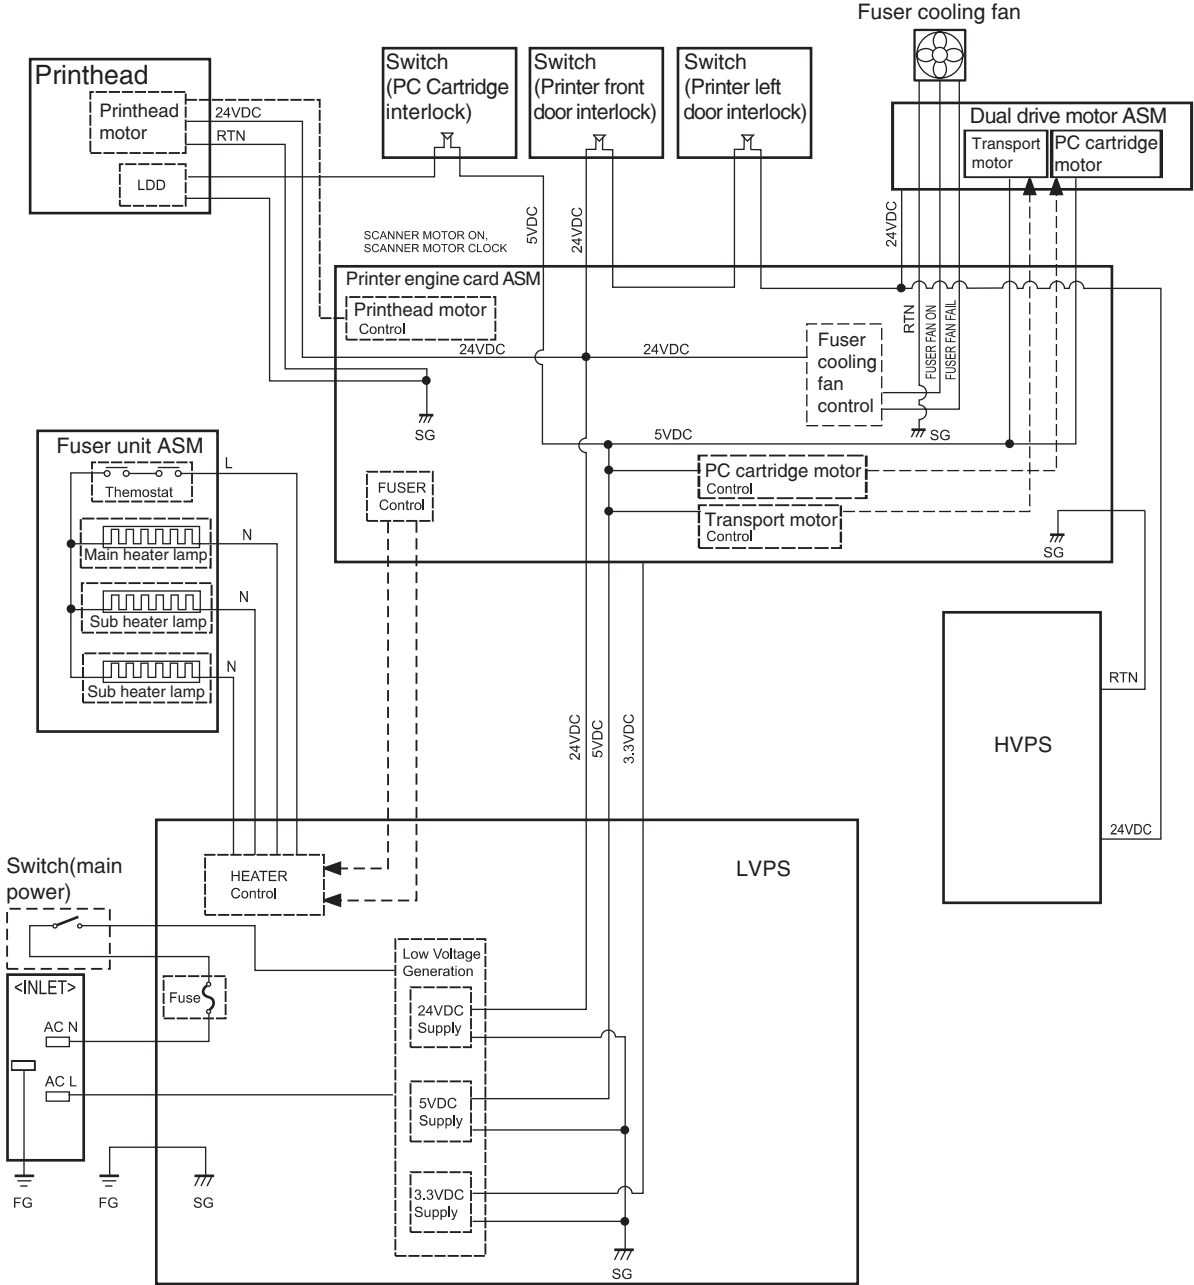 Fuser cooling fan
Printhead
Printhead
motor
24VDC
RTN
LDD
Switch
(PC Cartridge
interlock)
Switch
(Printer front
door interlock)
Switch
(Printer left
door interlock)
Dual drive motor ASM
Transport
motor
PC cartridge
motor
SCANNER MOTOR ON,
SCANNER MOTOR CLOCK
5VDC
24VDC
24VDC
Printer engine card ASM
Printhead motor
Control
24VDC
24VDC
Fuser
cooling
fan
control
RTN
FUSER FAN ON
FUSER FAN FAIL
SG
SG
5VDC
PC cartridge motor
Control
Transport motor
Control
SG
FUSER
Control
Fuser unit ASM
L
Themostat
N
Main heater lamp
N
Sub heater lamp
N
Sub heater lamp
24VDC
5VDC
3.3VDC
RTN
HVPS
24VDC
LVPS
HEATER
Control
Switch(main
power)
<INLET>
AC N
AC L
Fuse
Low Voltage
Generation
24VDC
Supply
5VDC
Supply
3.3VDC
Supply
FG
FG
SG
SG